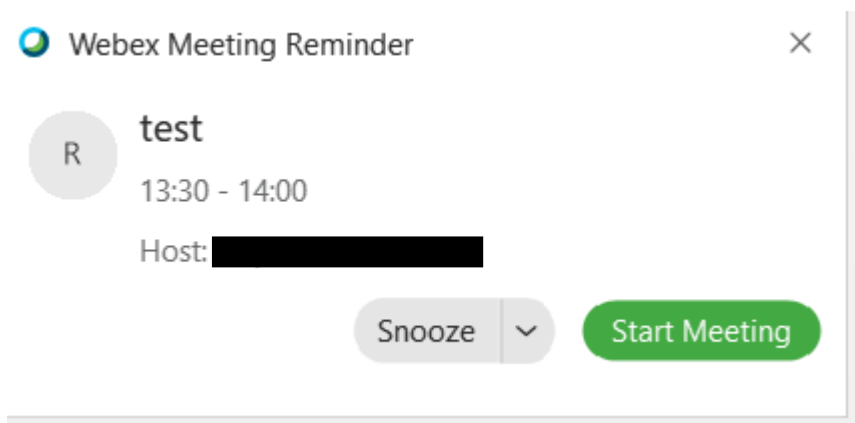 Webex Meeting Reminder
R
test
13:30 - 14:00
Host:
Snooze
Start Meeting